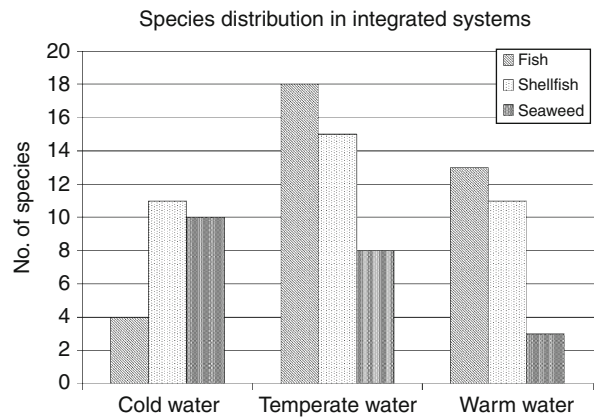 Species distribution in integrated systems
20
18
16
14
12
10
8
6
4
2
0
No. of species
Fish
Shellfish
Seaweed
Cold water
Temperate water
Warm water